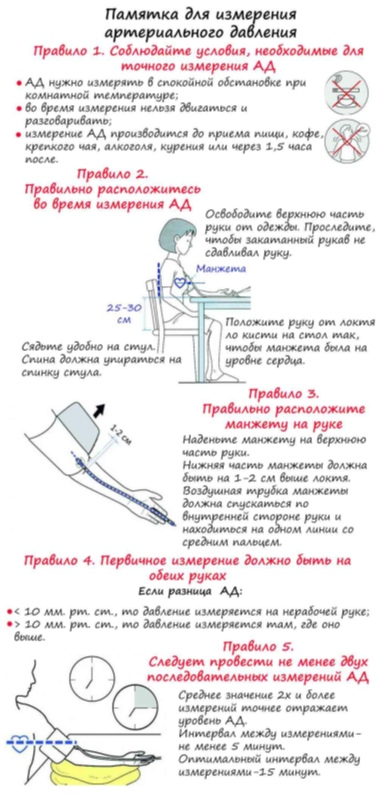 Памятка для измерения
артериального давления
Правило 1. Соблюдайте условия, необходимые для
точного измерения АД
• АД нужно измерять в спокойной обстановке при
комнатной температуре;
• во время измерения нельзя двигаться и
разговаривать;
• измерение АД производится до приема пищи, кофе,
крепкого чая, алкоголя, курения или через 1,5 часа
после.
Правило 2.
Правильно расположитесь
во время измерения АД
Освободите верхнюю часть
руки от одежды. Проследите,
чтобы закатанный рукав не
сдавливал руку.
Манжета
25-30
см
Сядьте удобно на стул.
Спина должна упираться на
спинку стула.
Положите руку от локтя
ло кисти на стол так,
чтобы манжета была на
уровне сердца.
Правило 3.
Правильно расположите
манжету на руке
1-2 см
Наденьте манжету на верхнюю
часть руки.
Нижняя часть манжеты должна
быть на 1-2 см выше локтя.
Воздушная трубка манжеты
должна спускаться по
внутренней стороне руки и
находиться на одном линии со
средним пальцем.
Правило 4. Первичное измерение должно быть на
обеих руках
Если разница АД:
• < 10 мм. рт. ст., то давление измеряется на нерабочей руке;
• > 10 мм. рт. ст., то давление измеряется там, где оно
выше.
Правило 5.
Следует провести не менее двух
последовательных измерений АД
Среднее значение 2х и более
измерений точнее отражает
уровень АД.
Интервал между измерениями-
не менее 5 минут.
Оптимальный интервал между
измерениями-15 минут.